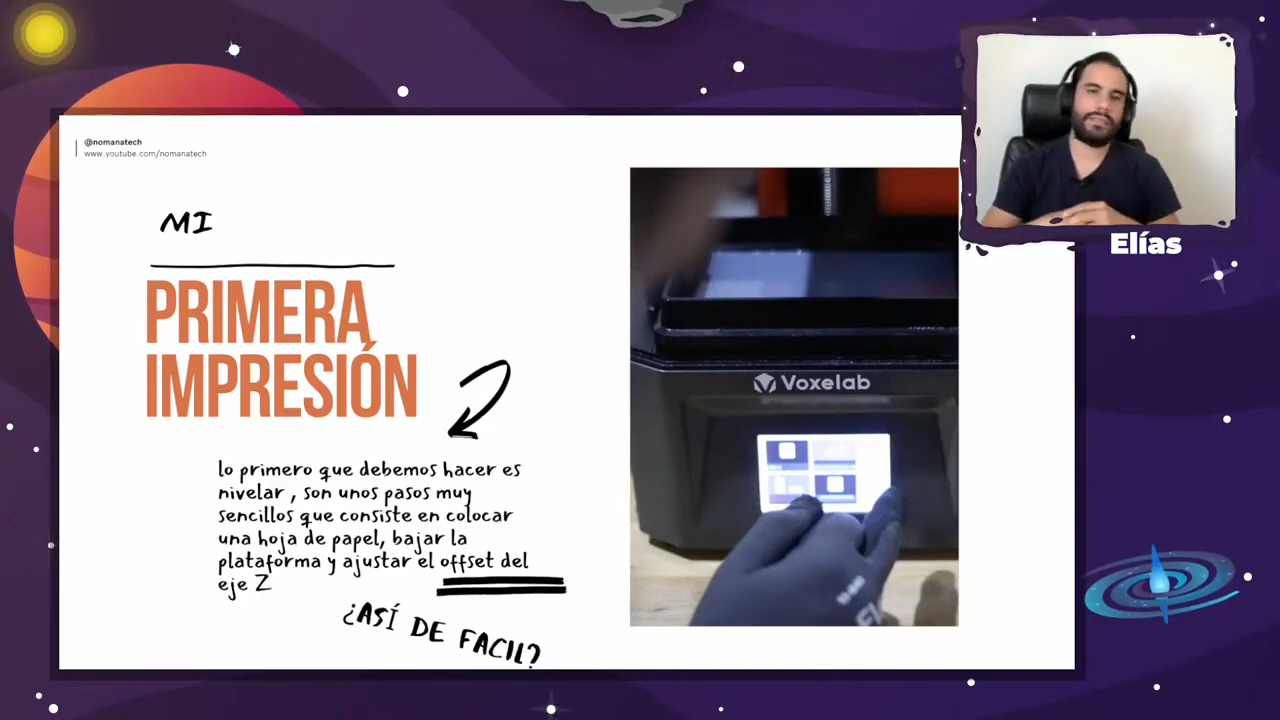 @nomanatech
www.youtube.com/nomanatech
MI
PRIMERA
IMPRESIÓN
lo primero que debemos hacer es
nivelar , son unos pasos muy
sencillos que consiste en colocar
una hoja de papel, bajar la
plataforma y ajustar el offset del
eje Z
¿ASÍ DE FACIL?
Voxelab
Elías